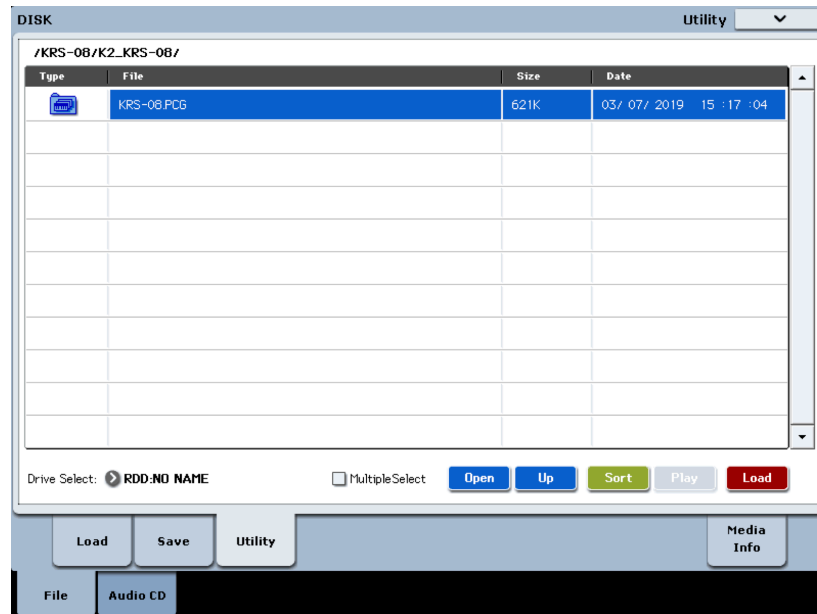 DISK
Utility
/KRS-08/K2_KRS-08/
Type File Size Date
KRS-08.PCG 621K 03/ 07/ 2019 15 :17 :04
Drive Select: RDD:NO NAME MultipleSelect Open Up Sort Play Load
Load Save Utility Media Info
File Audio CD